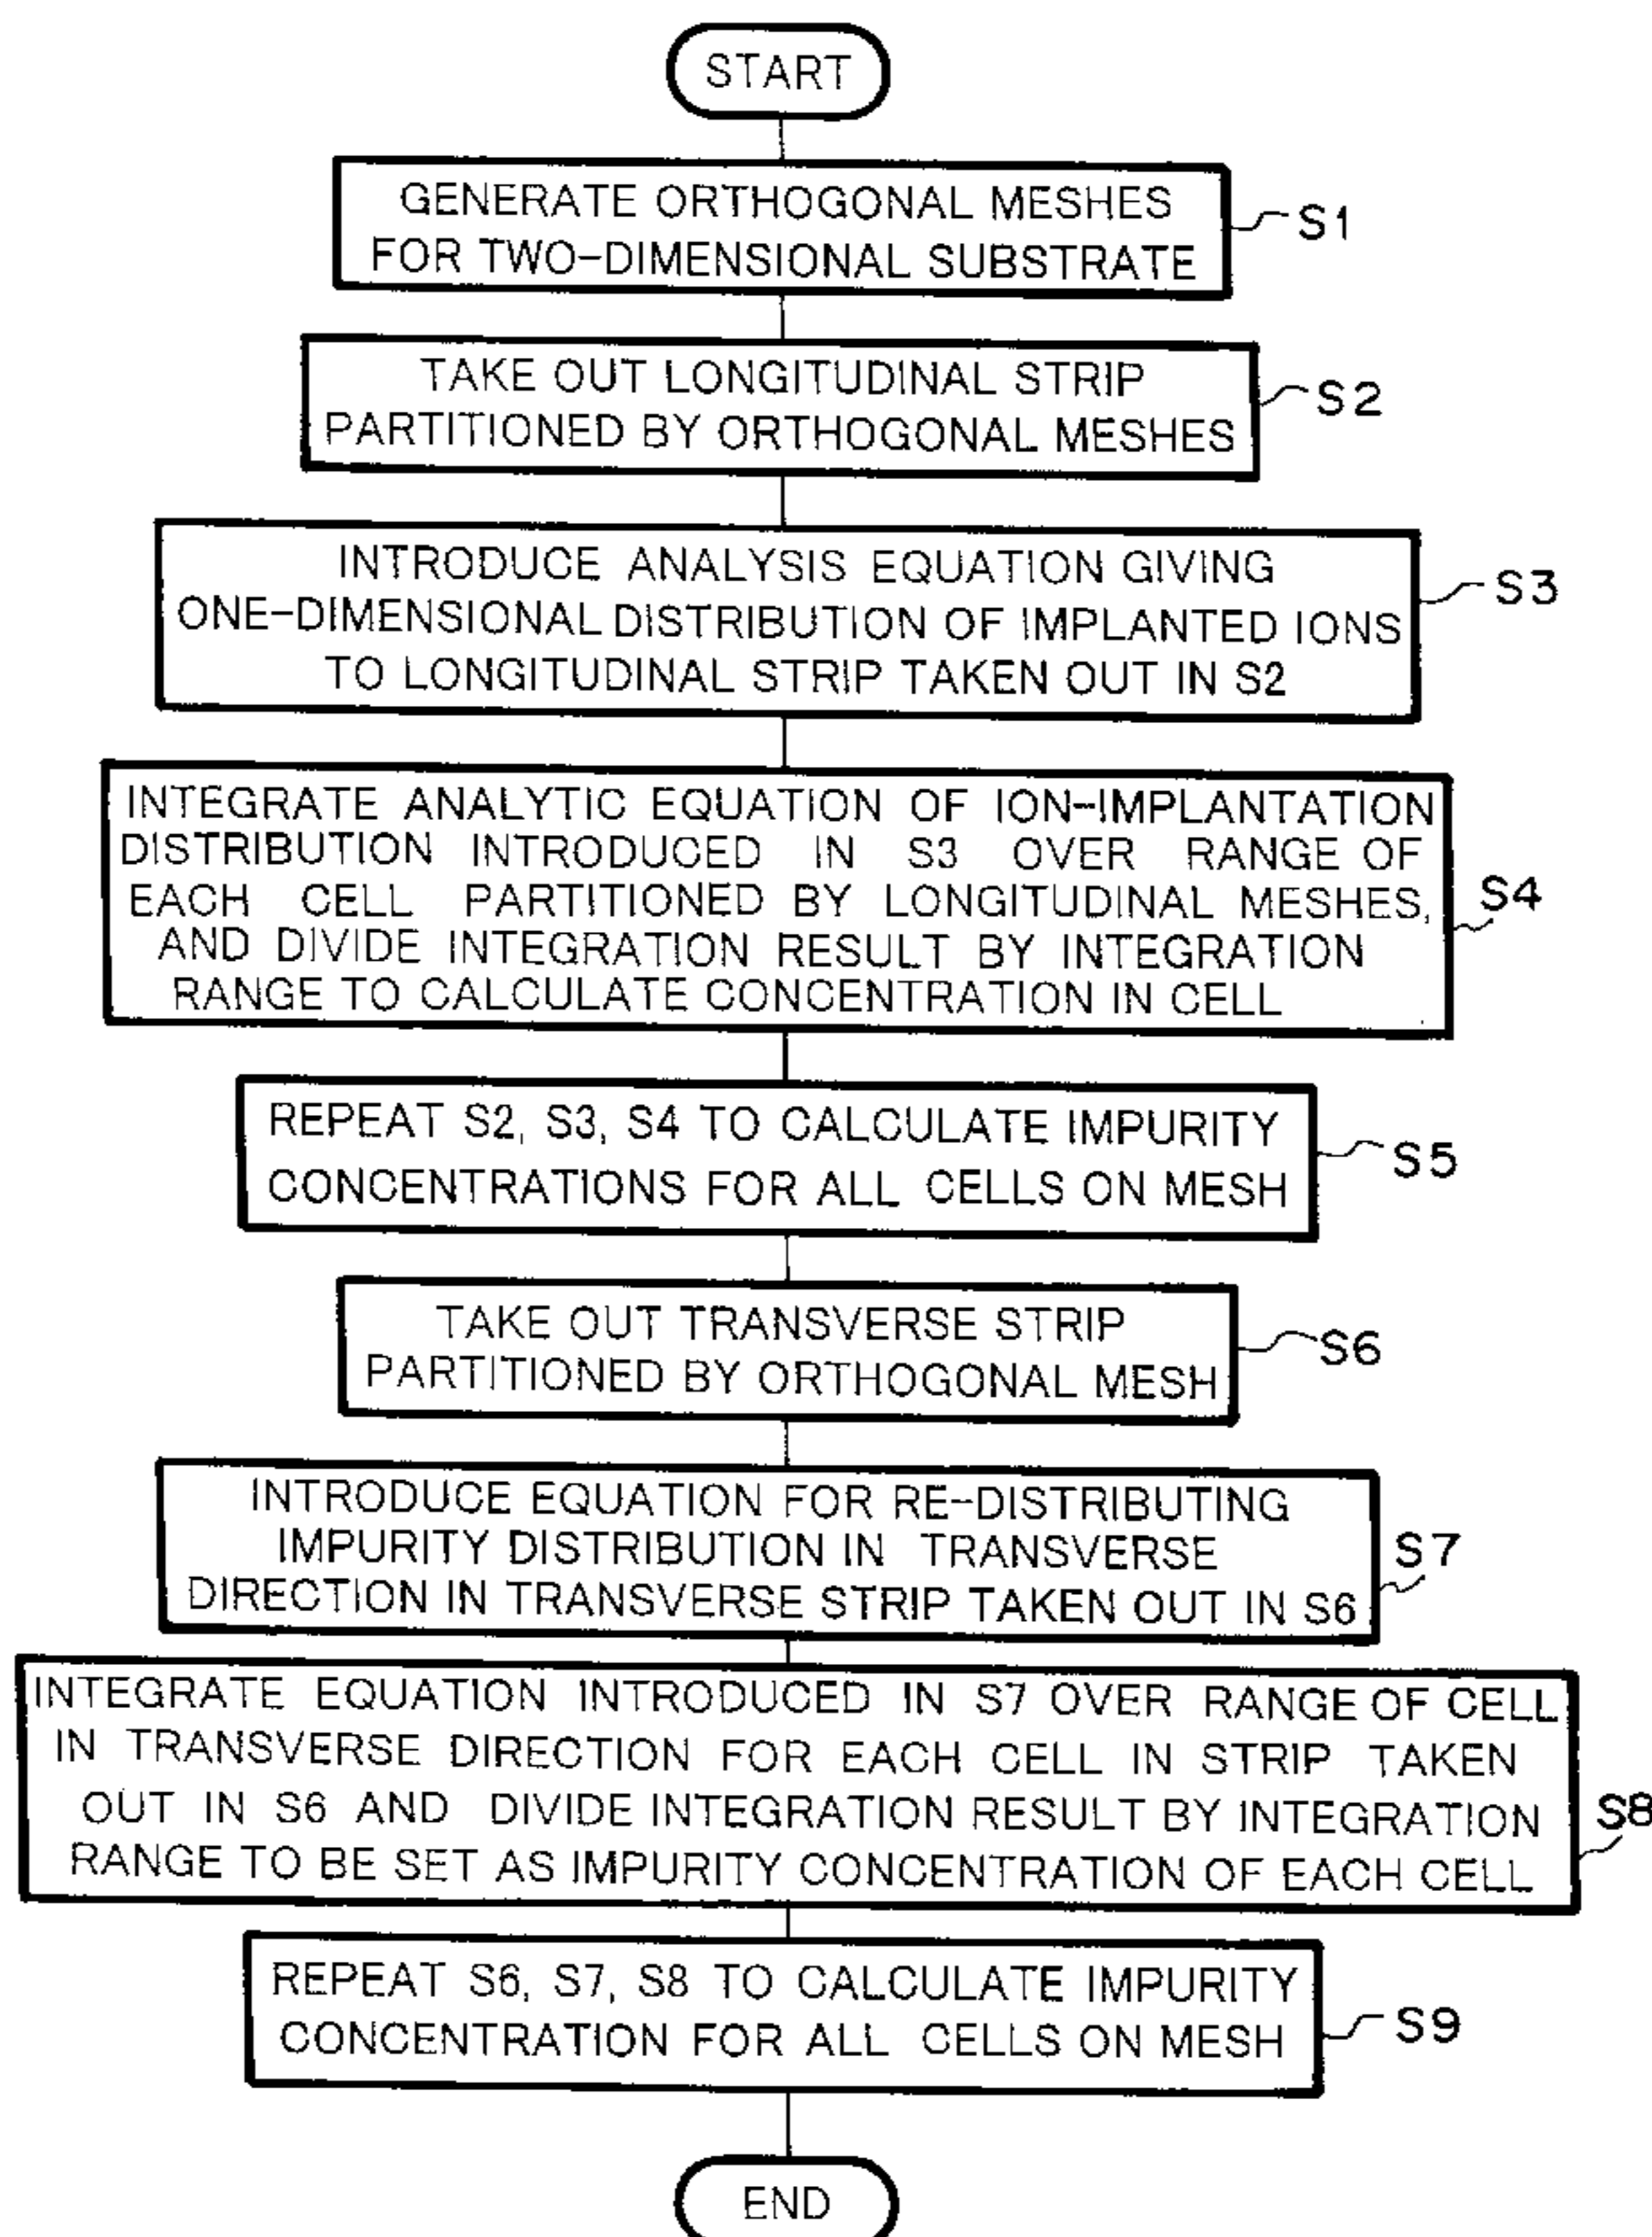 START
GENERATE ORTHOGONAL MESHES
FOR TWO-DIMENSIONAL SUBSTRATE
S1
TAKE OUT LONGITUDINAL STRIP
PARTITIONED BY ORTHOGONAL MESHES
S2
INTRODUCE ANALYSIS EQUATION GIVING
ONE-DIMENSIONAL DISTRIBUTION OF IMPLANTED IONS
TO LONGITUDINAL STRIP TAKEN OUT IN S2
S3
INTEGRATE ANALYTIC EQUATION OF ION-IMPLANTATION
DISTRIBUTION INTRODUCED IN S3 OVER RANGE OF
EACH CELL PARTITIONED BY LONGITUDINAL MESHES,
AND DIVIDE INTEGRATION RESULT BY INTEGRATION
RANGE TO CALCULATE CONCENTRATION IN CELL
S4
REPEAT S2, S3, S4 TO CALCULATE IMPURITY
CONCENTRATIONS FOR ALL CELLS ON MESH
S5
TAKE OUT TRANSVERSE STRIP
PARTITIONED BY ORTHOGONAL MESH
S6
INTRODUCE EQUATION FOR RE-DISTRIBUTING
IMPURITY DISTRIBUTION IN TRANSVERSE
DIRECTION IN TRANSVERSE STRIP TAKEN OUT IN S6
S7
INTEGRATE EQUATION INTRODUCED IN S7 OVER RANGE OF CELL
IN TRANSVERSE DIRECTION FOR EACH CELL IN STRIP TAKEN
OUT IN S6 AND DIVIDE INTEGRATION RESULT BY INTEGRATION
RANGE TO BE SET AS IMPURITY CONCENTRATION OF EACH CELL
S8
REPEAT S6, S7, S8 TO CALCULATE IMPURITY
CONCENTRATION FOR ALL CELLS ON MESH
S9
END